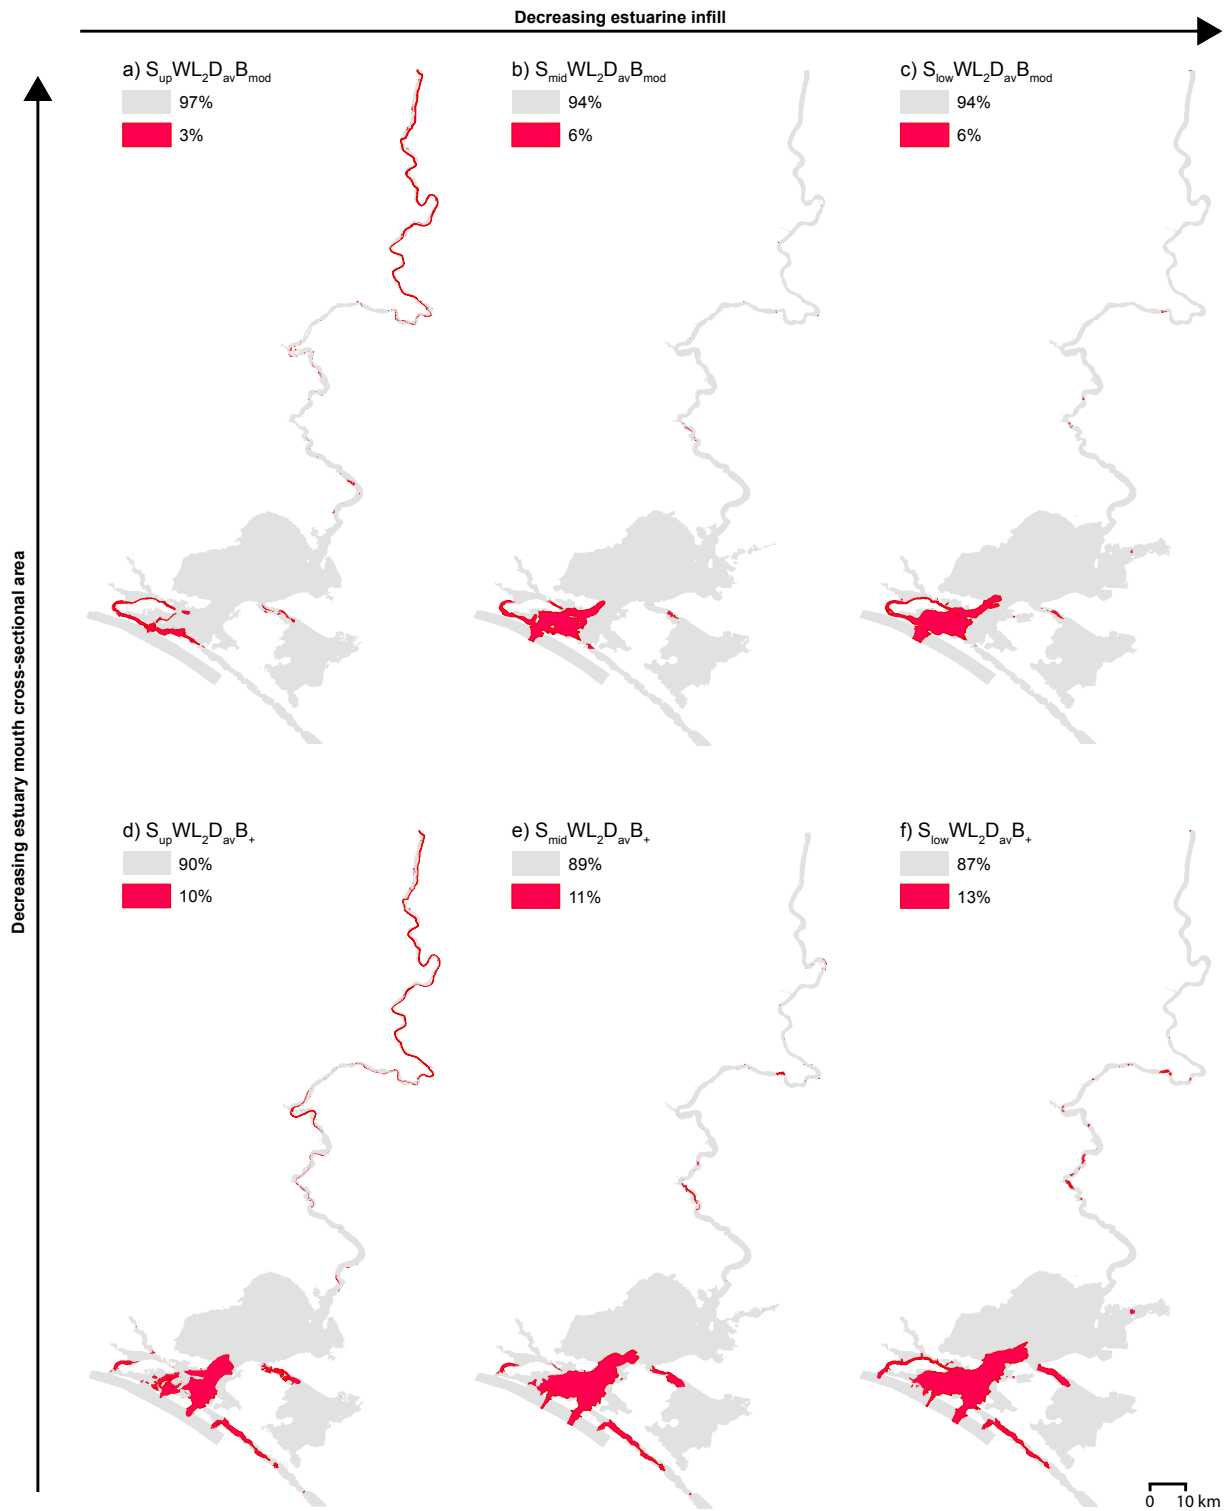 Decreasing estuarine infill
Decreasing estuary mouth cross-sectional area
a) SupWL2DavBmod
97%
3%
b) SmidWL2DavBmod
94%
6%
c) SlowWL2DavBmod
94%
6%
d) SupWL2DavB+
90%
10%
e) SmidWL2DavB+
89%
11%
f) SlowWL2DavB+
87%
13%
0 10 km